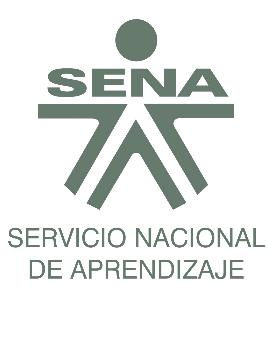 SENA
SERVICIO NACIONAL
DE APRENDIZAJE